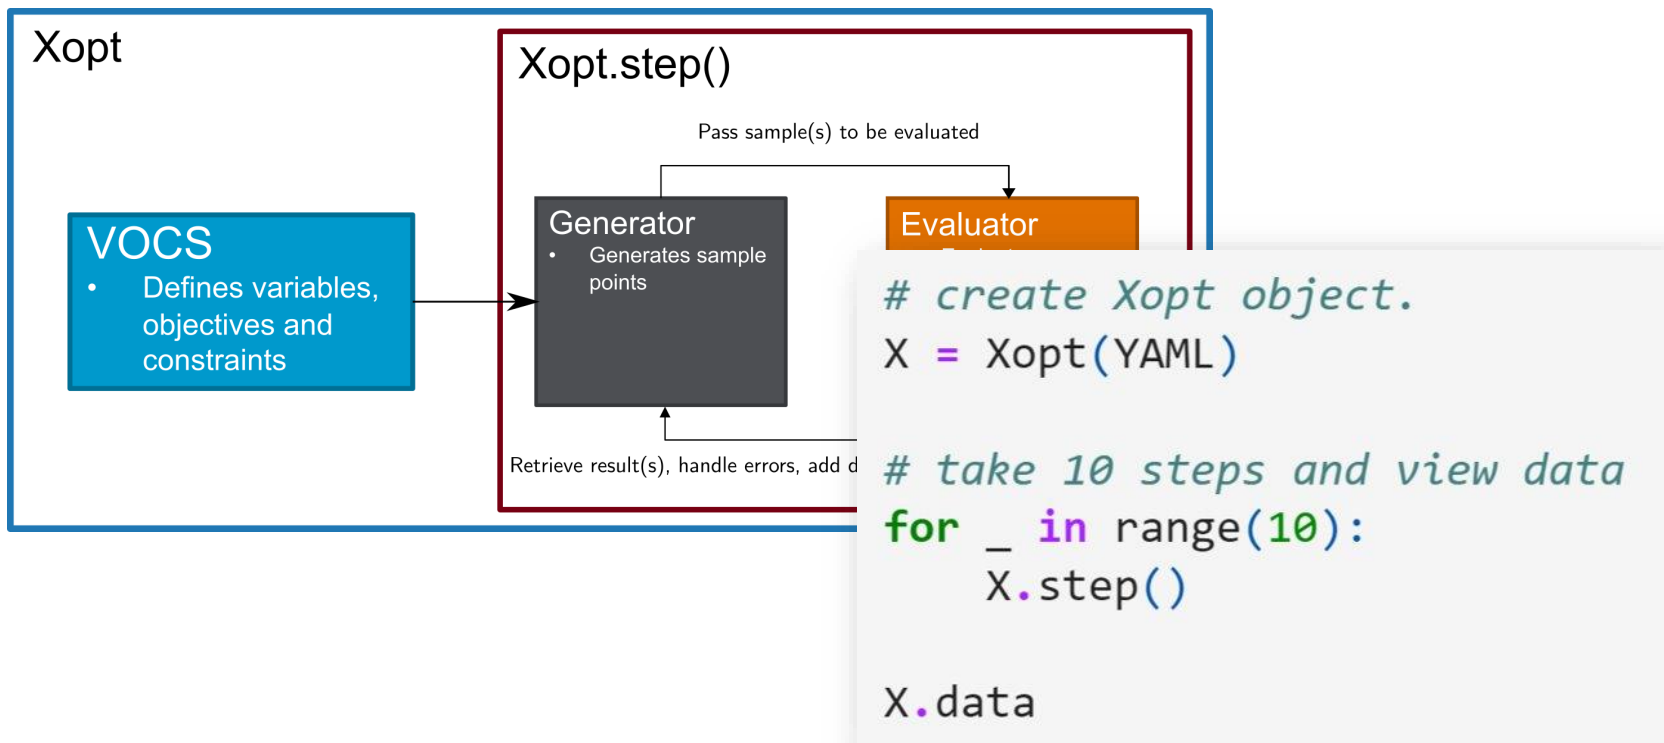 Xopt
Xopt.step()
Pass sample(s) to be evaluated
VOCS
• Defines variables,
objectives and
constraints
Generator
• Generates sample
points
Evaluator
Retrieve result(s), handle errors, add
# create Xopt object.
X = Xopt(YAML)
# take 10 steps and view data
for _ in range(10):
    X.step()
X.data